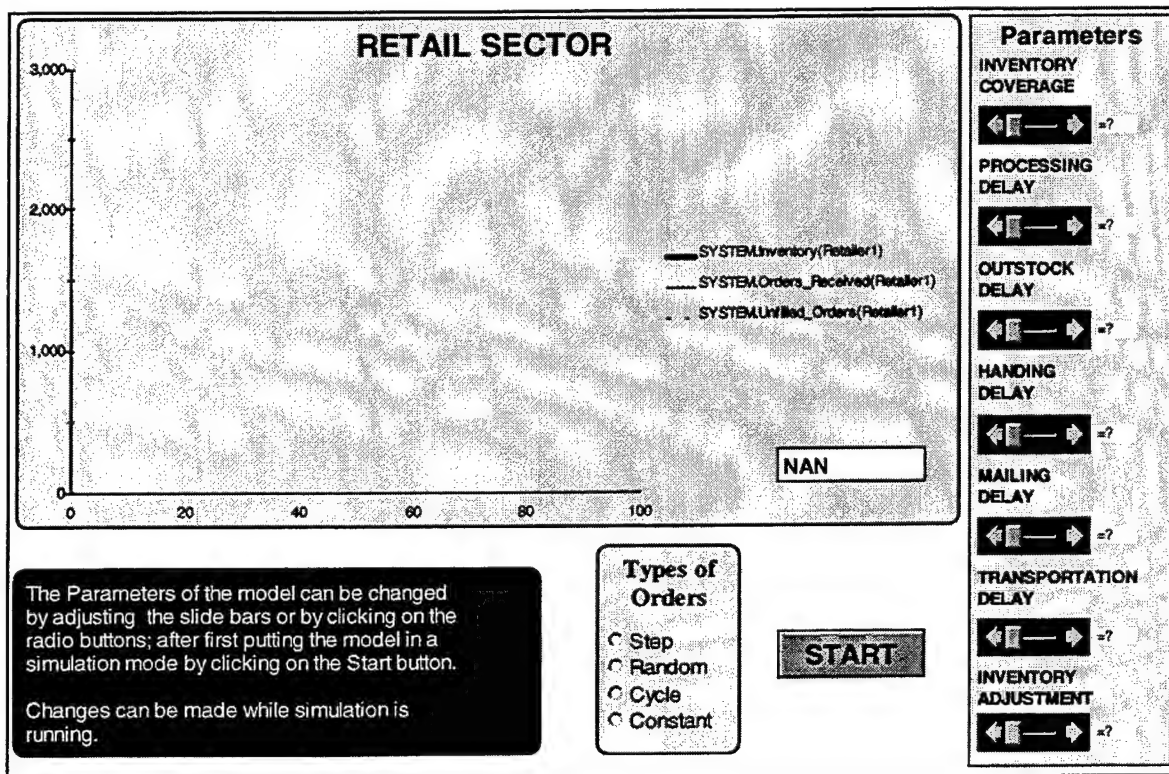 RETAIL SECTOR
3,000
2,000
1,000
0
0 20 40 60 80 100
SYSTEM.Inventory(Retailer1)
SYSTEM.Orders_Received(Retailer1)
SYSTEM.Unfilled_Orders(Retailer1)
NAN
Parameters
INVENTORY
COVERAGE
=?
PROCESSING
DELAY
=?
OUTSTOCK
DELAY
=?
HANDING
DELAY
=?
MAILING
DELAY
=?
TRANSPORTATION
DELAY
=?
INVENTORY
ADJUSTMENT
=?
The Parameters of the model can be changed
by adjusting the slide bars or by clicking on the
radio buttons; after first putting the model in a
simulation mode by clicking on the Start button.
Changes can be made while simulation is
running.
Types of
Orders
Step
Random
Cycle
Constant
START